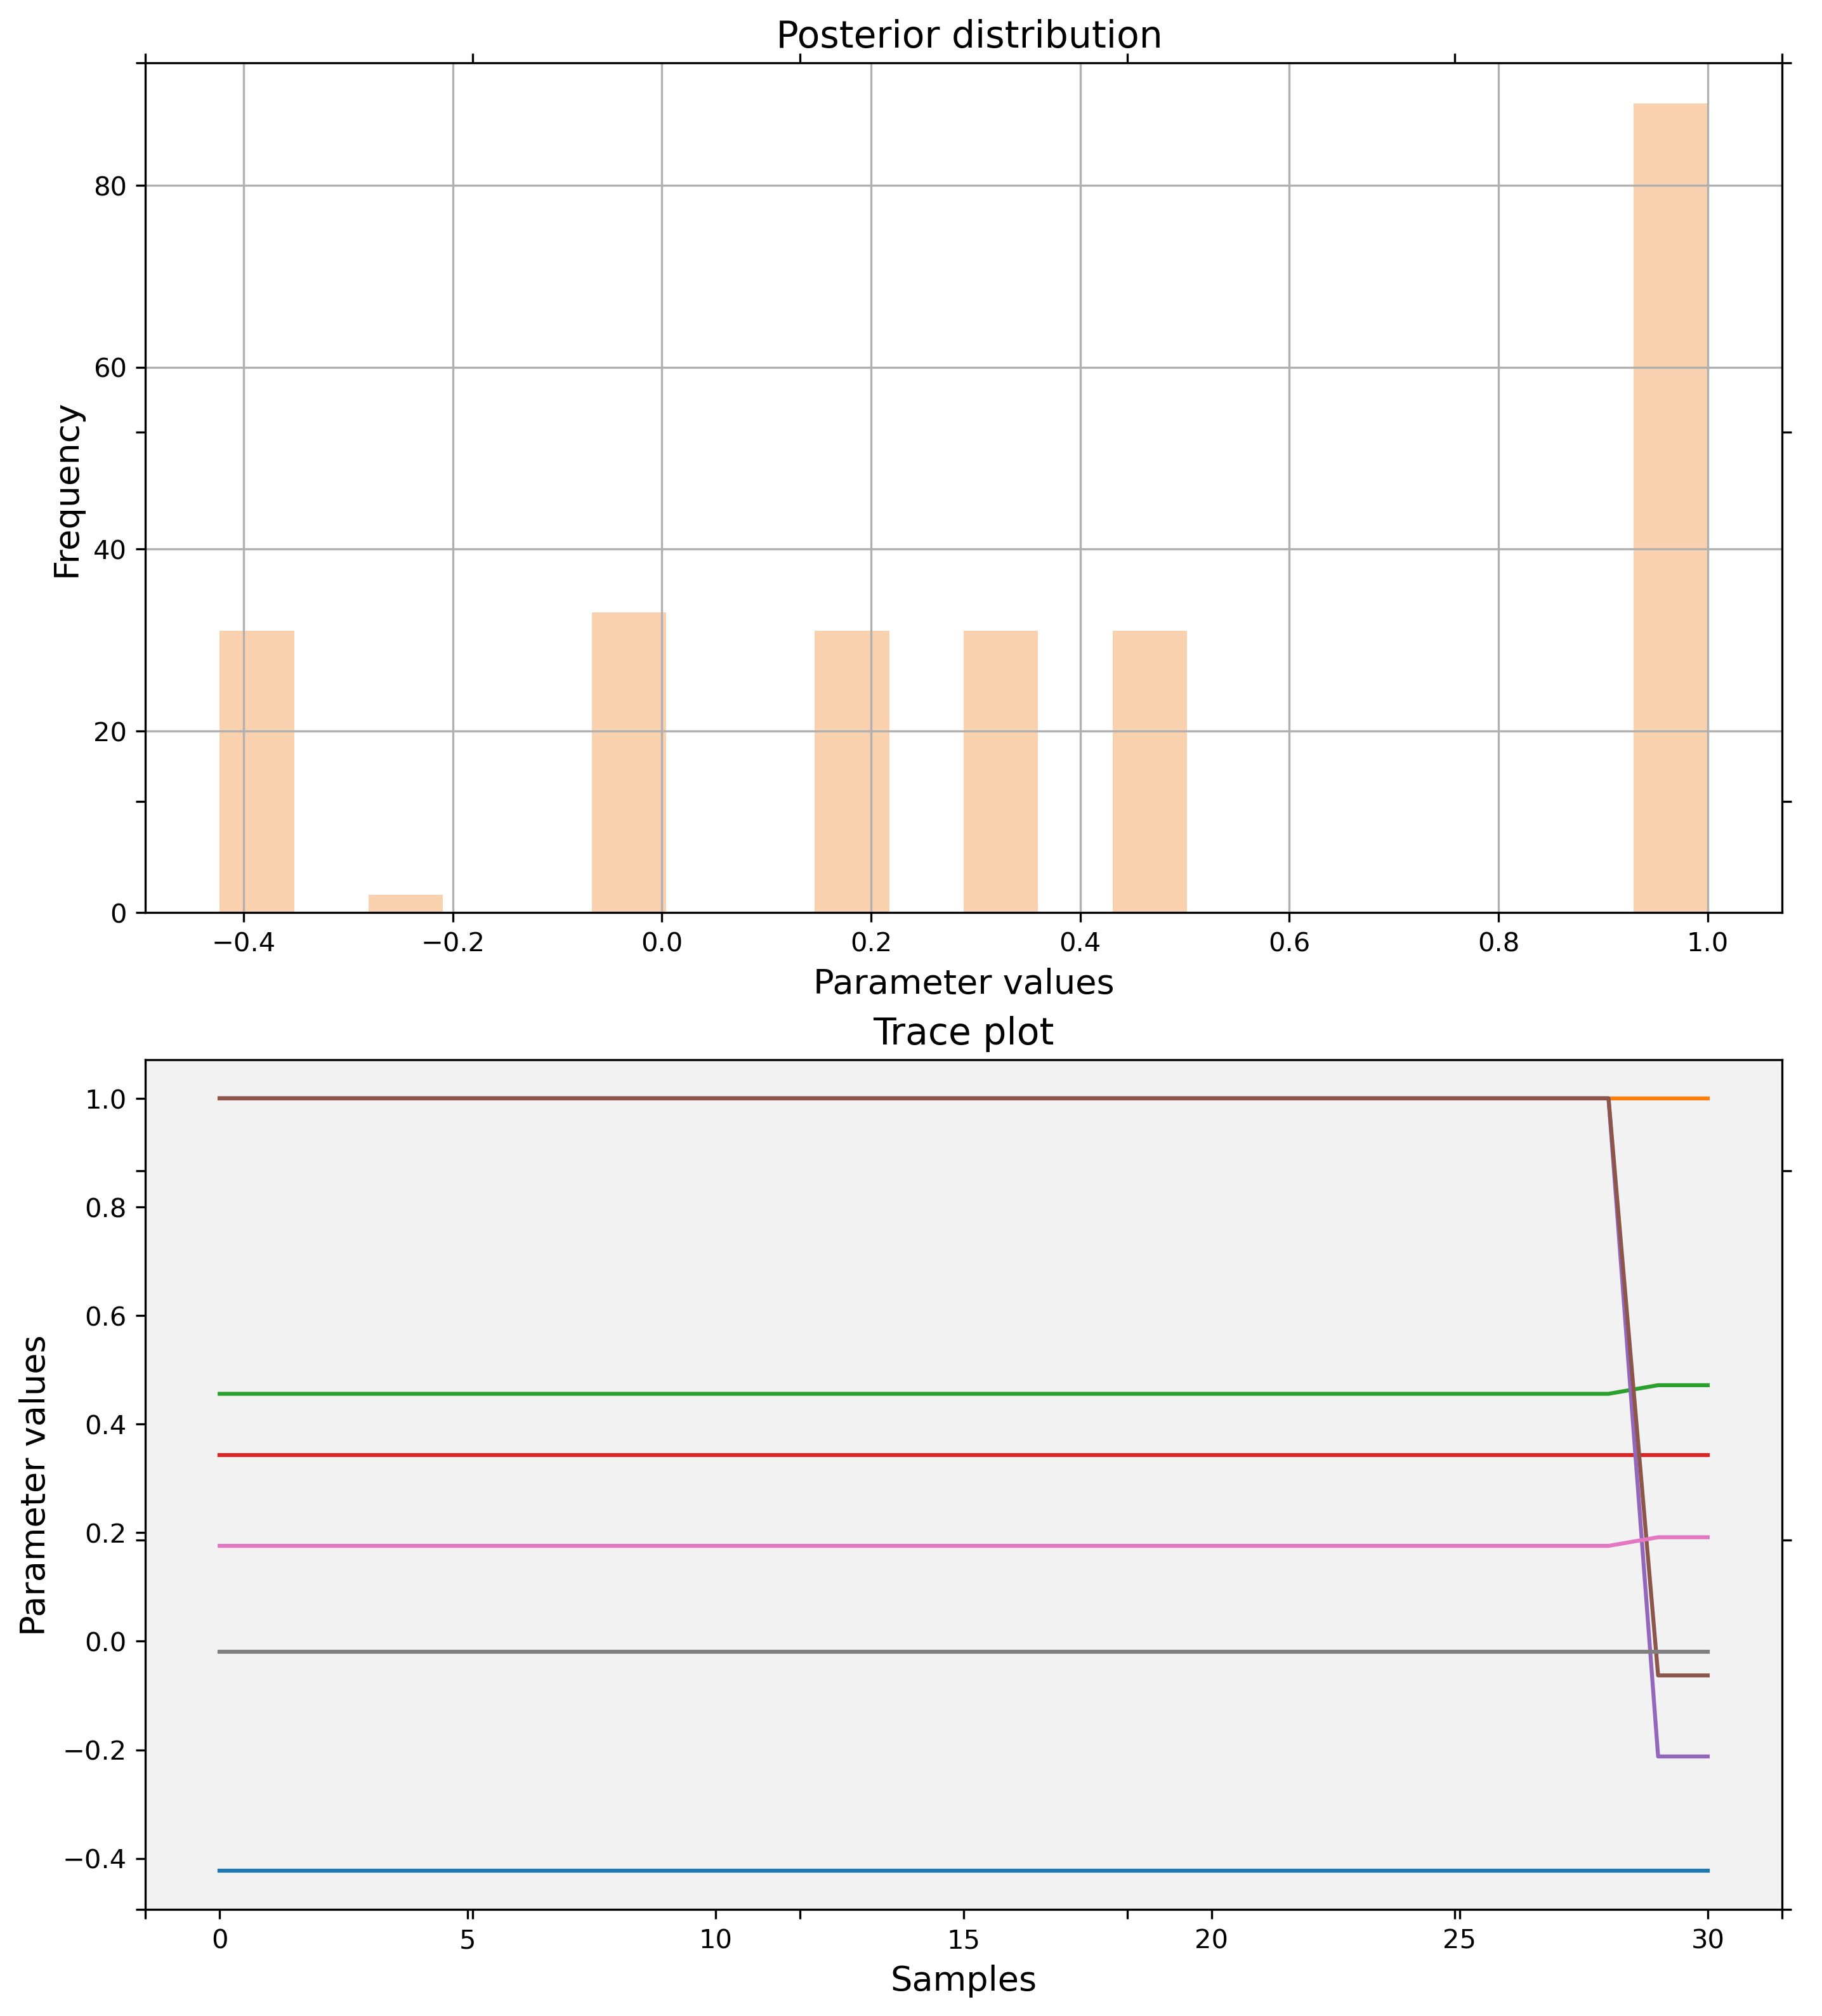 Posterior distribution
80
60
40
20
0
Frequency
−0.4 −0.2 0.0 0.2 0.4 0.6 0.8 1.0
Parameter values
Trace plot
1.0
0.8
0.6
0.4
0.2
0.0
−0.2
−0.4
Parameter values
0 5 10 15 20 25 30
Samples